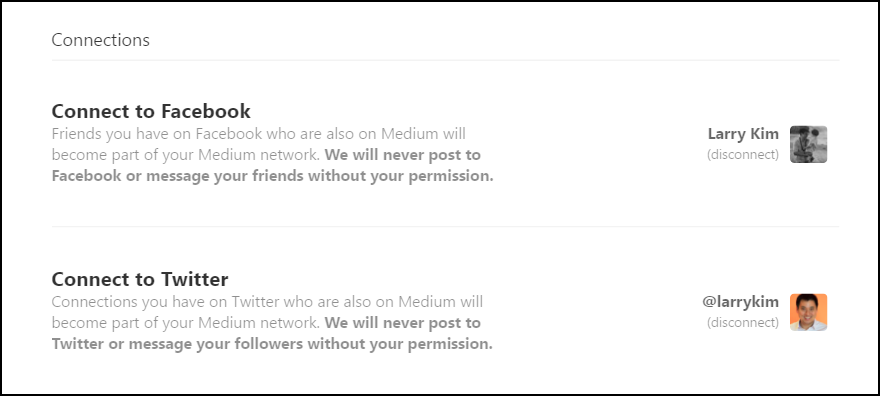 Connections
Connect to Facebook
Friends you have on Facebook who are also on Medium will
become part of your Medium network. We will never post to
Facebook or message your friends without your permission.
Larry Kim
(disconnect)
Connect to Twitter
Connections you have on Twitter who are also on Medium will
become part of your Medium network. We will never post to
Twitter or message your followers without your permission.
@larrykim
(disconnect)